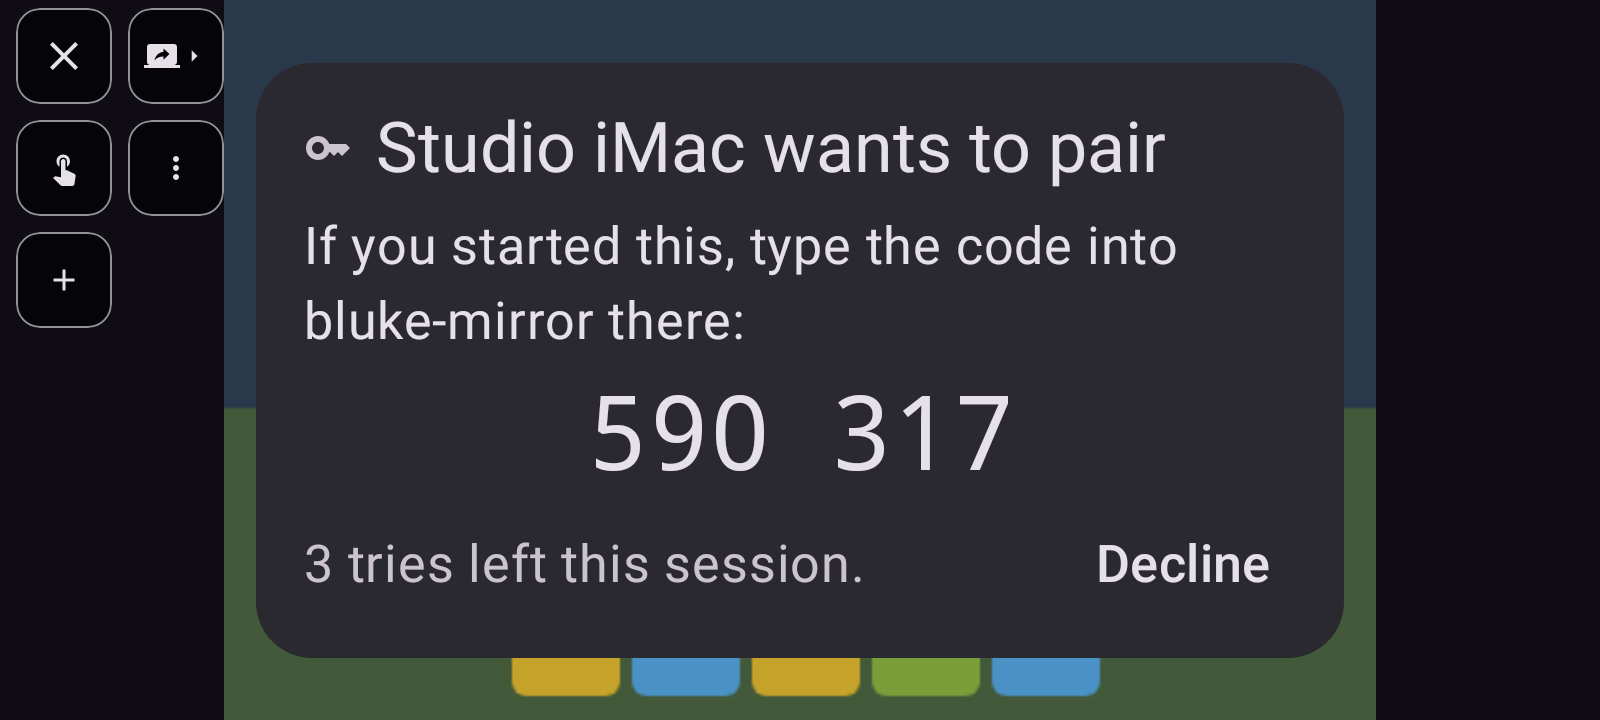 Studio iMac wants to pair
If you started this, type the code into
bluke-mirror there:
590 317
3 tries left this session.
Decline